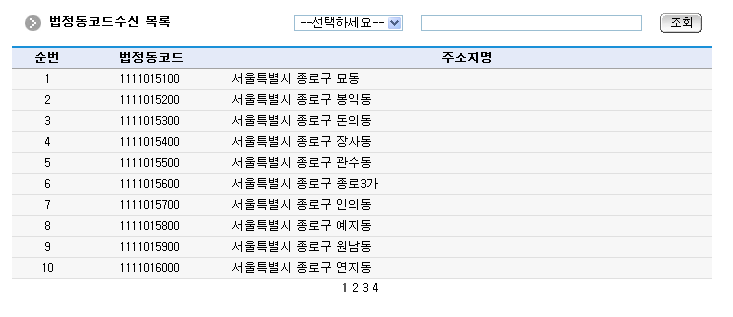 법정동코드수신 목록 --선택하세요-- 조회
순번 법정동코드 주소지명
1 1111015100 서울특별시 종로구 묘동
2 1111015200 서울특별시 종로구 봉익동
3 1111015300 서울특별시 종로구 돈의동
4 1111015400 서울특별시 종로구 장사동
5 1111015500 서울특별시 종로구 관수동
6 1111015600 서울특별시 종로구 종로3가
7 1111015700 서울특별시 종로구 인의동
8 1111015800 서울특별시 종로구 예지동
9 1111015900 서울특별시 종로구 원남동
10 1111016000 서울특별시 종로구 연지동
1 2 3 4